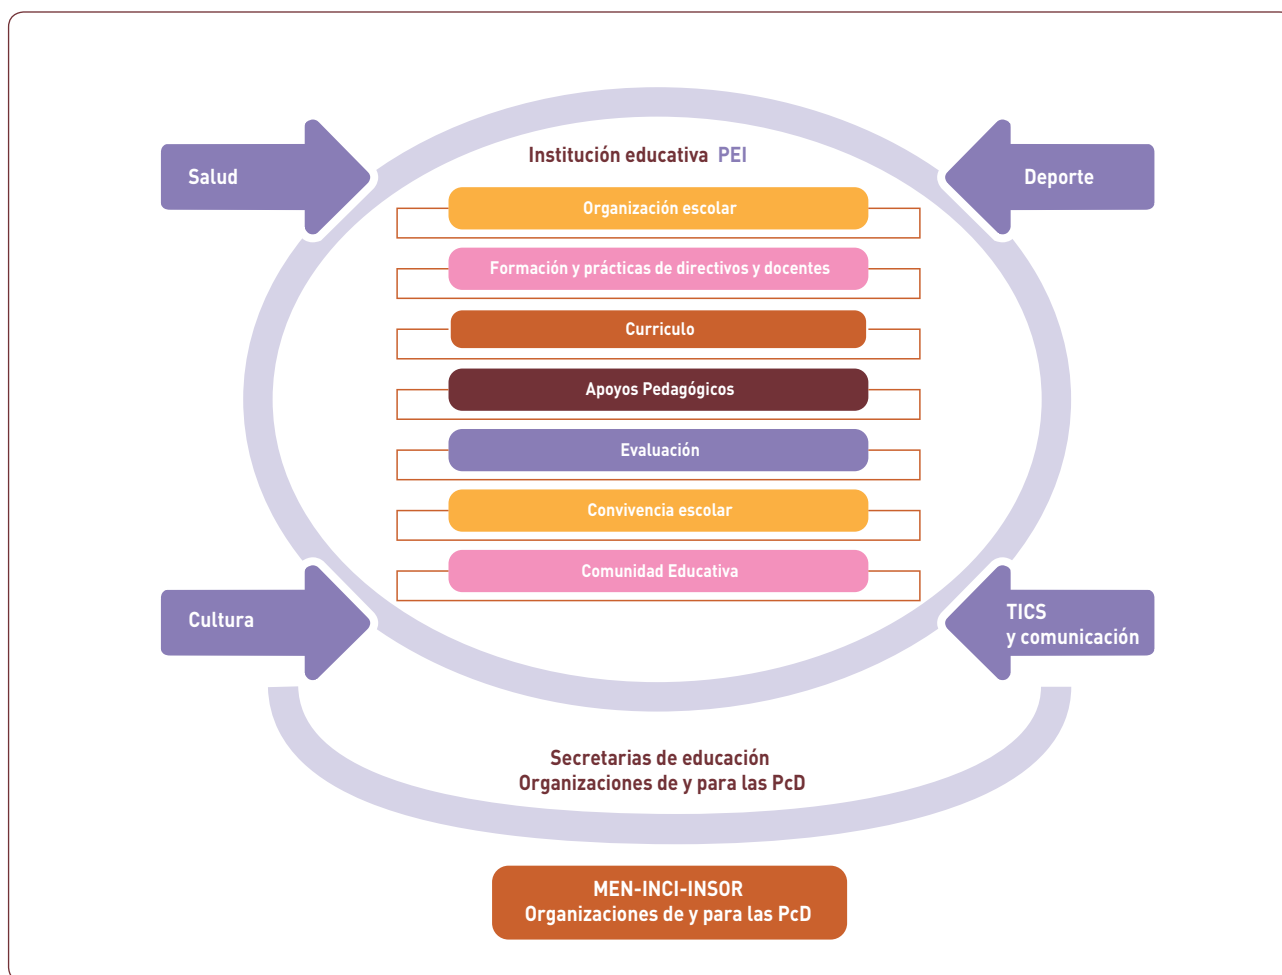 Institución educativa PEI
Salud
Deporte
Organización escolar
Formación y prácticas de directivos y docentes
Curriculo
Apoyos Pedagógicos
Evaluación
Convivencia escolar
Comunidad Educativa
Cultura
TICS
y comunicación
Secretarias de educación
Organizaciones de y para las PcD
MEN-INCI-INSOR
Organizaciones de y para las PcD